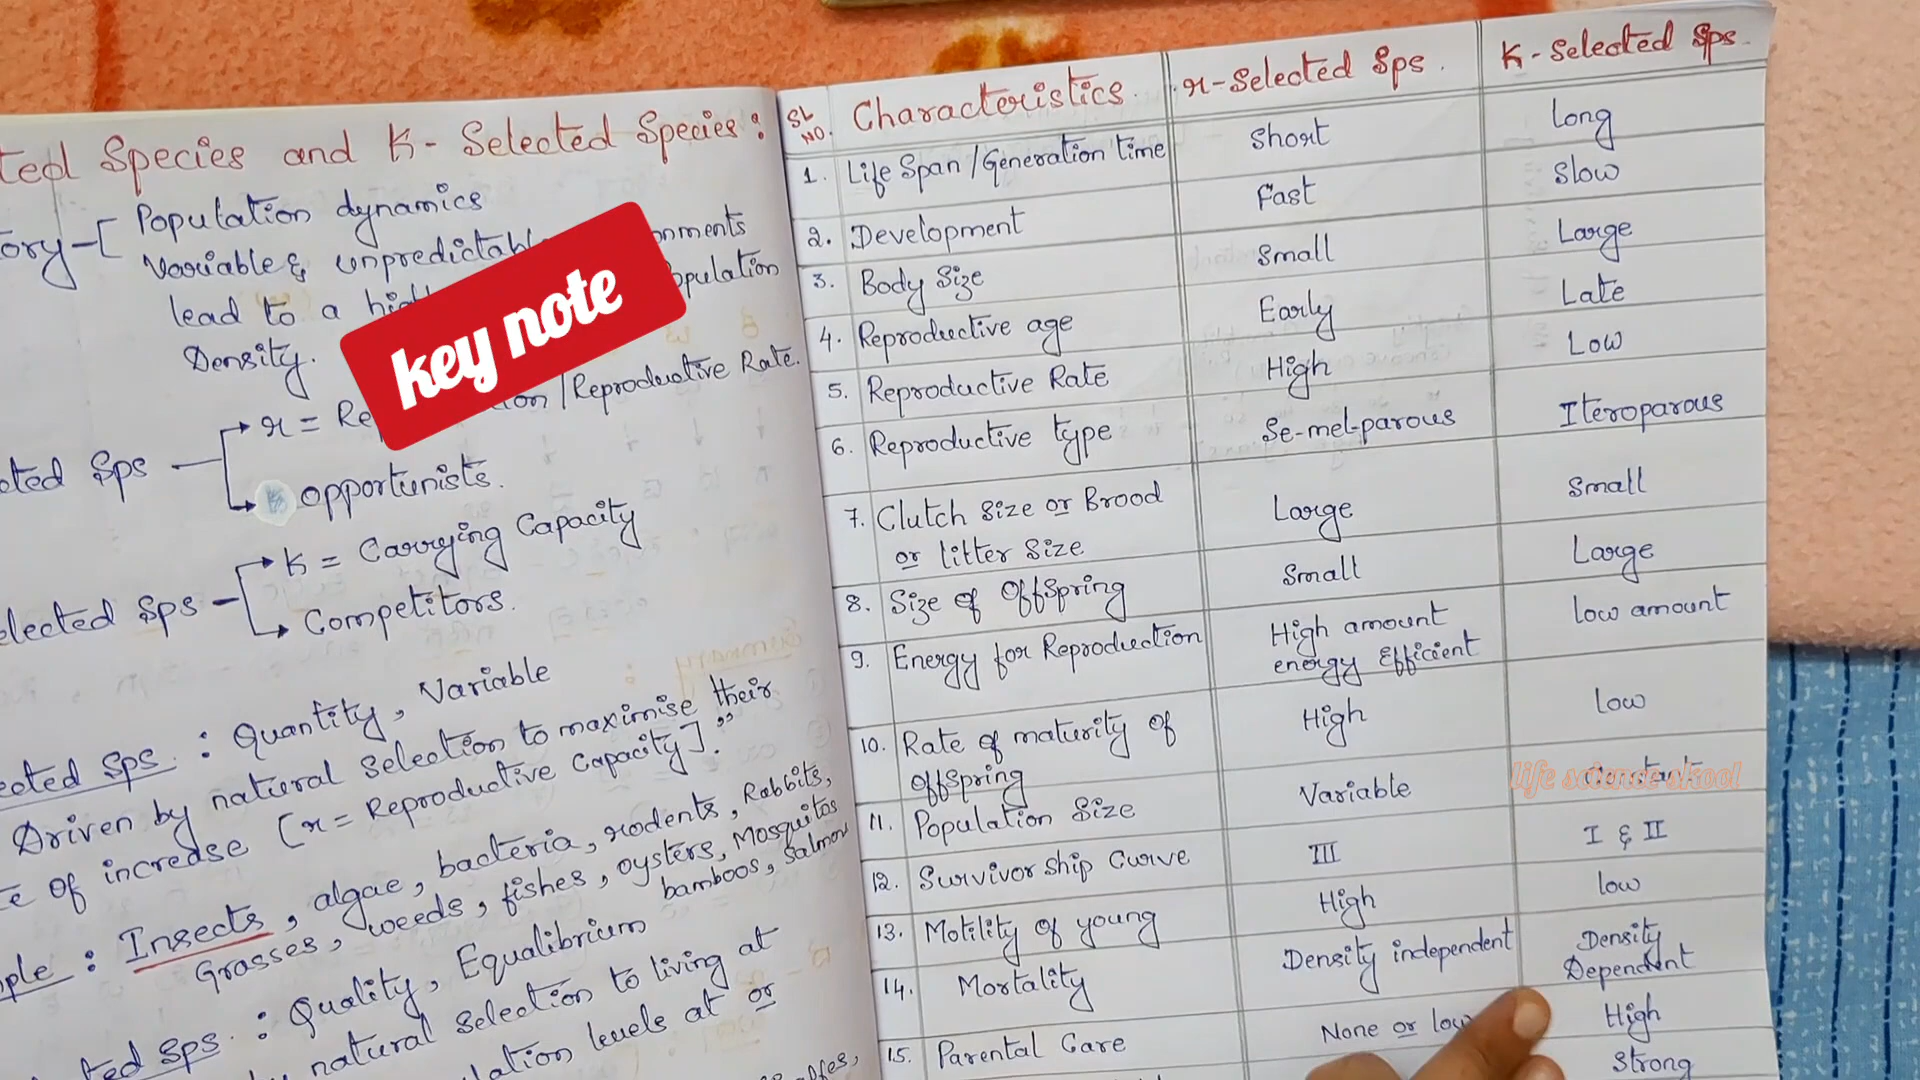 ted Species and K- Selected Species:
ory-[ Population dynamics
Variable & unpredictabl onments
lead to a hig opulation
Density.
key note
r = Re ion / Reproductive Rate.
cted Sps
opportunists.
K = Carrying Capacity
elected Sps
Competitors.
ected Sps. : Quantity, Variable
Driven by natural Selection to maximise their
e of increase [r = Reproductive Capacity]."
ple : Insects, algae, bacteria, rodents, Rabbits,
Grasses, weeds, fishes, oysters, Mosquitos
bamboos, Salmon
ted Sps. : Quality, Equalibrium
natural Selection to living at
lation levels at or
SL NO. Characteristics. r-Selected Sps. K-Selected Sps.
1. Life Span / Generation time Short long
2. Development Fast Slow
3. Body Size Small Large
4. Reproductive age Early Late
5. Reproductive Rate High Low
6. Reproductive type Se-mel-parous Iteroparous
7. Clutch Size or Brood Large Small
or litter Size
8. Size of Offspring Small Large
9. Energy for Reproduction High amount low amount
energy Efficient
10. Rate of maturity of High low
Offspring
life science skool
11. Population Size Variable Constant
12. Survivor Ship Curve III I & II
13. Motility of young High low
14. Mortality Density independent Density
Dependent
15. Parental Care None or low High
Strong